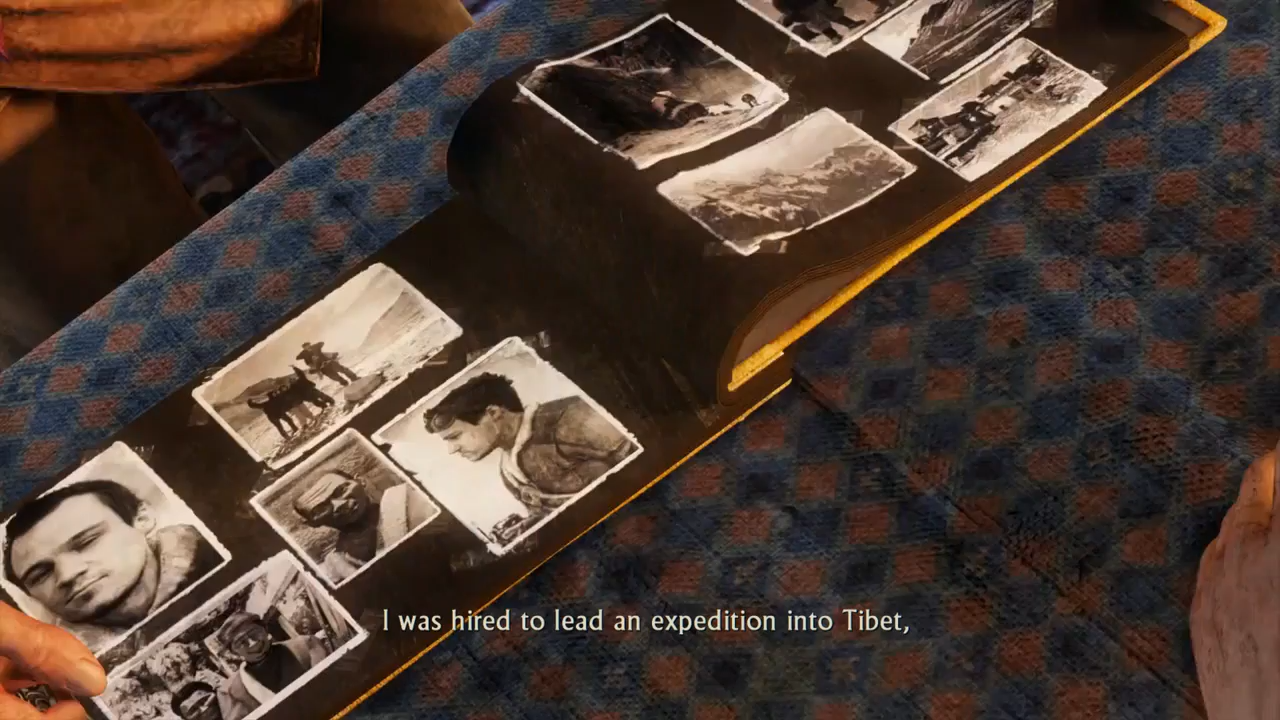 I was hired to lead an expedition into Tibet,